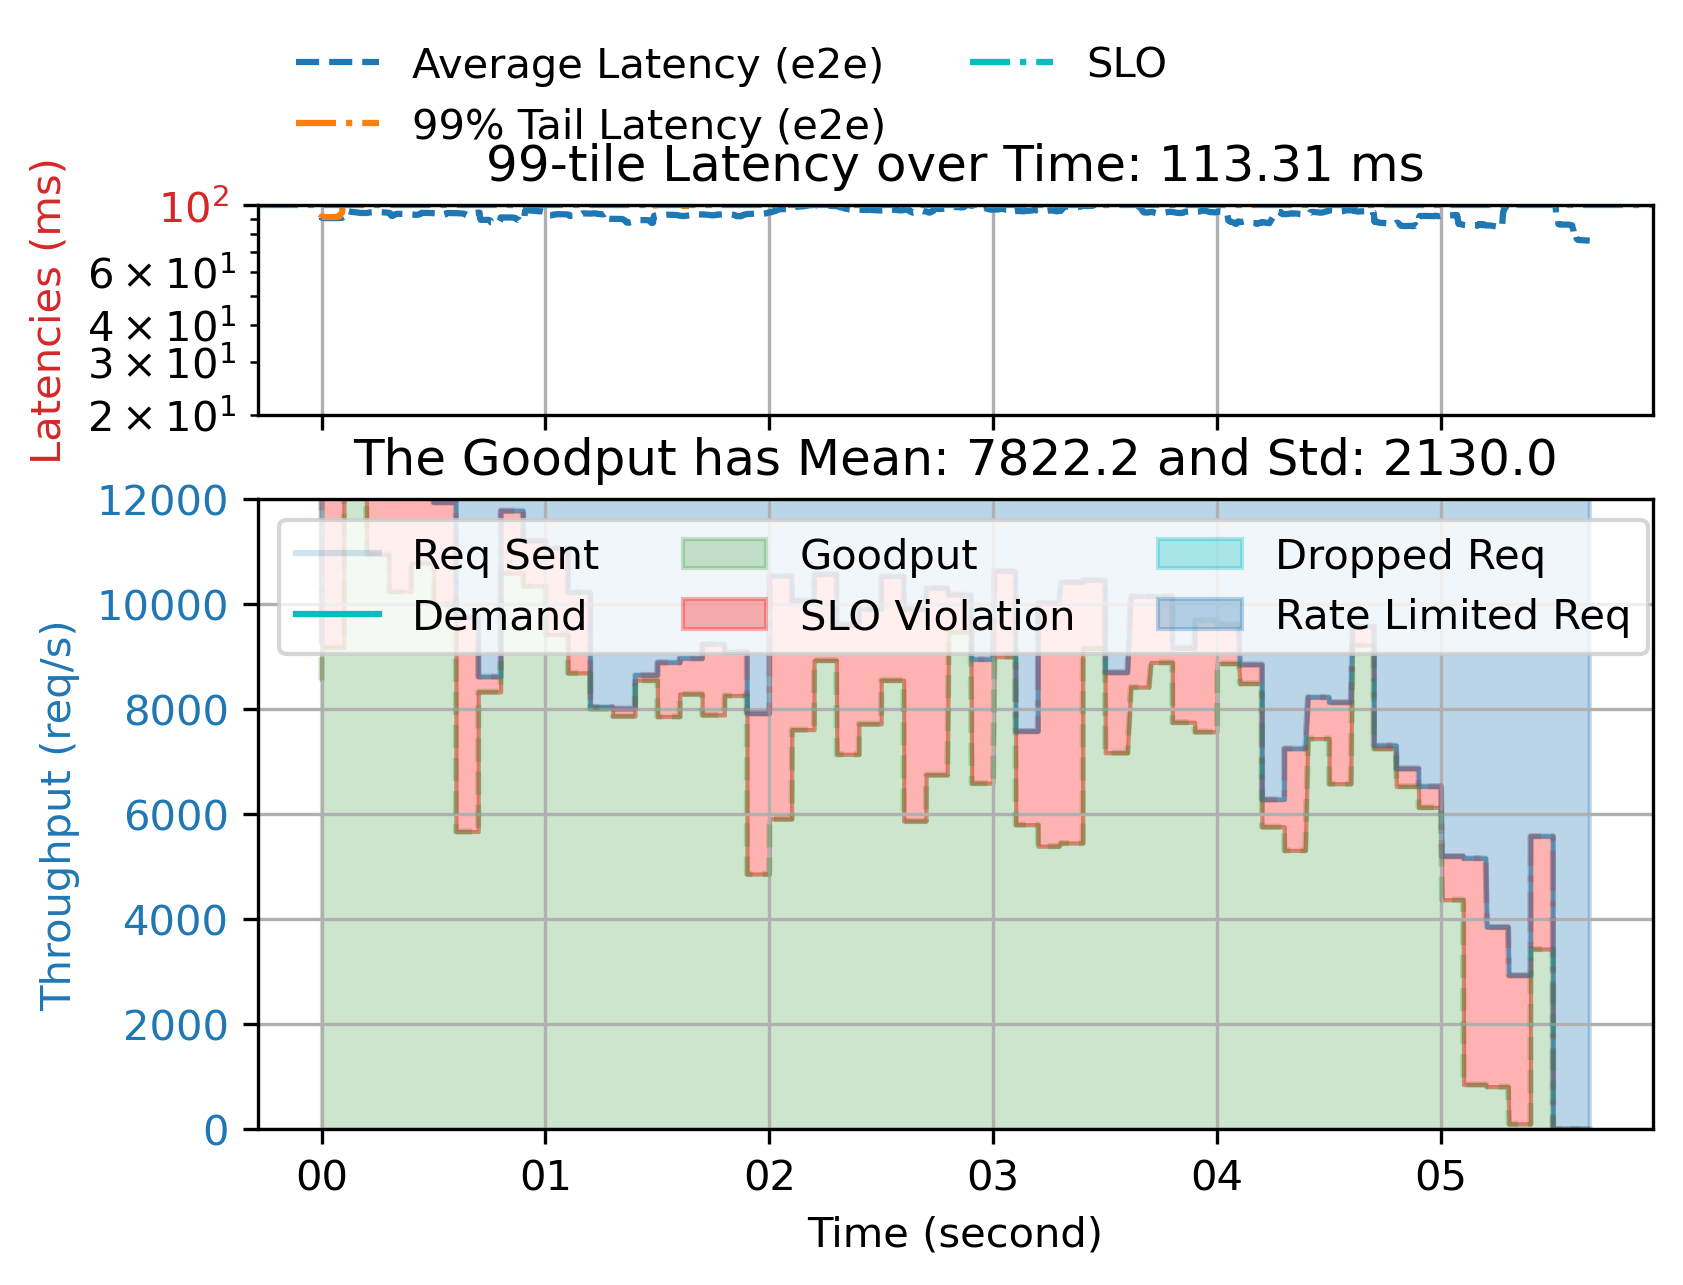 Average Latency (e2e) SLO
99% Tail Latency (e2e)
99-tile Latency over Time: 113.31 ms
Latencies (ms)
10²
6 × 10¹
4 × 10¹
3 × 10¹
2 × 10¹
The Goodput has Mean: 7822.2 and Std: 2130.0
Throughput (req/s)
12000
10000
8000
6000
4000
2000
0
Req Sent Goodput Dropped Req
Demand SLO Violation Rate Limited Req
00 01 02 03 04 05
Time (second)